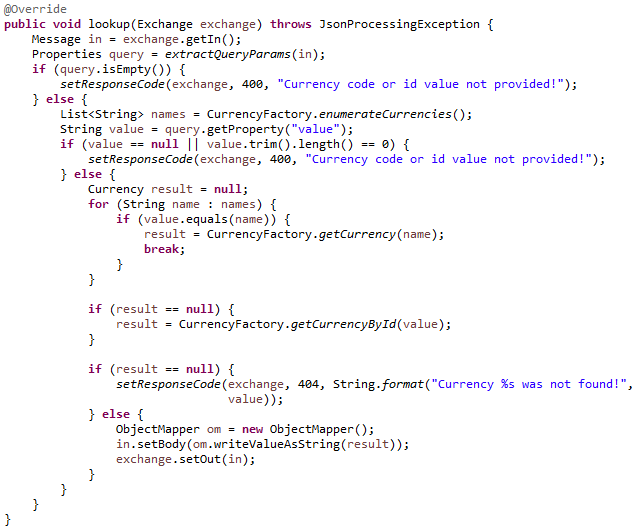 @Override
public void lookup(Exchange exchange) throws JsonProcessingException {
    Message in = exchange.getIn();
    Properties query = extractQueryParams(in);
    if (query.isEmpty()) {
        setResponseCode(exchange, 400, "Currency code or id value not provided!");
    } else {
        List<String> names = CurrencyFactory.enumerateCurrencies();
        String value = query.getProperty("value");
        if (value == null || value.trim().length() == 0) {
            setResponseCode(exchange, 400, "Currency code or id value not provided!");
        } else {
            Currency result = null;
            for (String name : names) {
                if (value.equals(name)) {
                    result = CurrencyFactory.getCurrency(name);
                    break;
                }
            }

            if (result == null) {
                result = CurrencyFactory.getCurrencyById(value);
            }

            if (result == null) {
                setResponseCode(exchange, 404, String.format("Currency %s was not found!",
                                value));
            } else {
                ObjectMapper om = new ObjectMapper();
                in.setBody(om.writeValueAsString(result));
                exchange.setOut(in);
            }
        }
    }
}